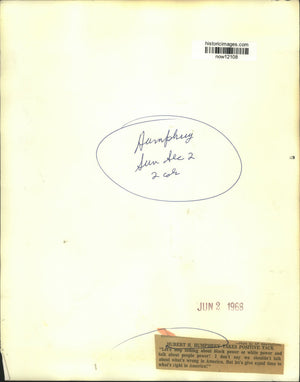 historicimages.com
now12108
Humphrey
Sun Dec 2
2 col
JUN 2 1968
HUBERT H. HUMPHREY TAKES POSITIVE TACK
"Let's stop talking about black power or white power and
talk about people power! I don't say we shouldn't talk
about what's wrong in America. But let's give equal time to
what's right in America!"